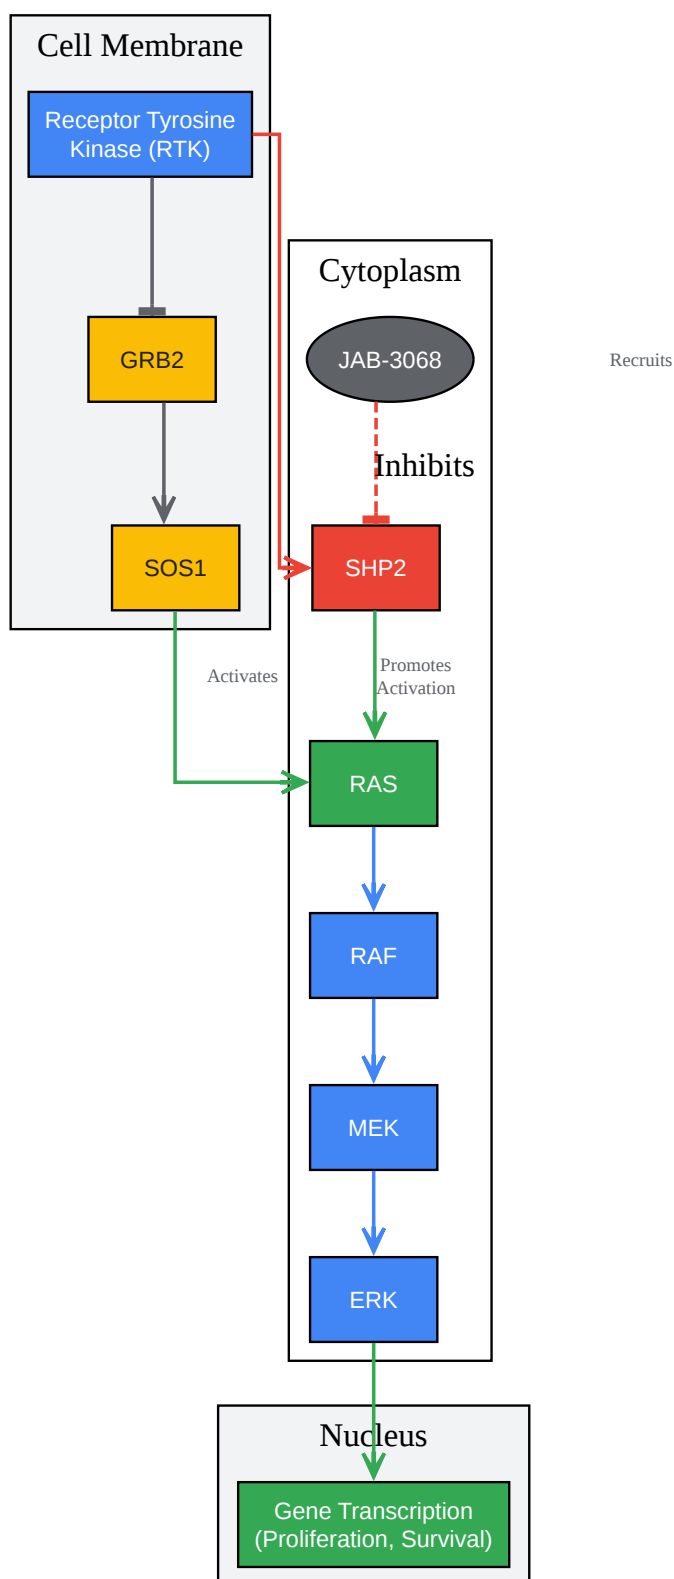 Cell Membrane
Receptor Tyrosine
Kinase (RTK)
Cytoplasm
GRB2
JAB-3068
Recruits
Inhibits
SOS1
SHP2
Activates
Promotes
Activation
RAS
RAF
MEK
ERK
Nucleus
Gene Transcription
(Proliferation, Survival)